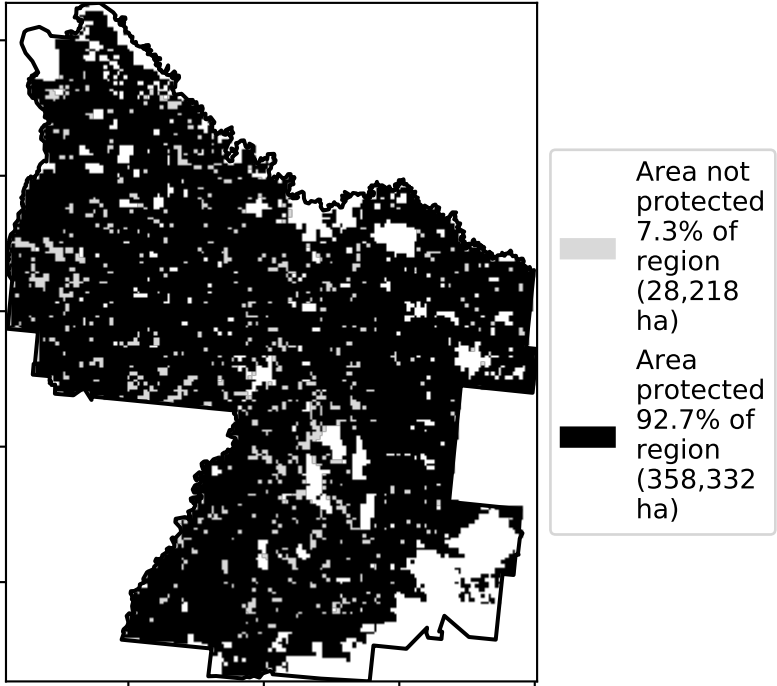 Area not
protected
7.3% of
region
(28,218
ha)
Area
protected
92.7% of
region
(358,332
ha)